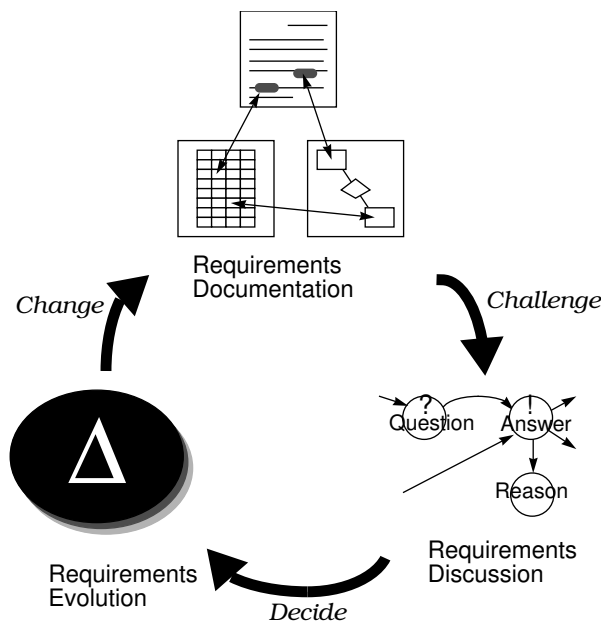 Requirements
Documentation
Change
Challenge
?
!
Question
Answer
Reason
Δ
Requirements
Discussion
Requirements
Evolution
Decide